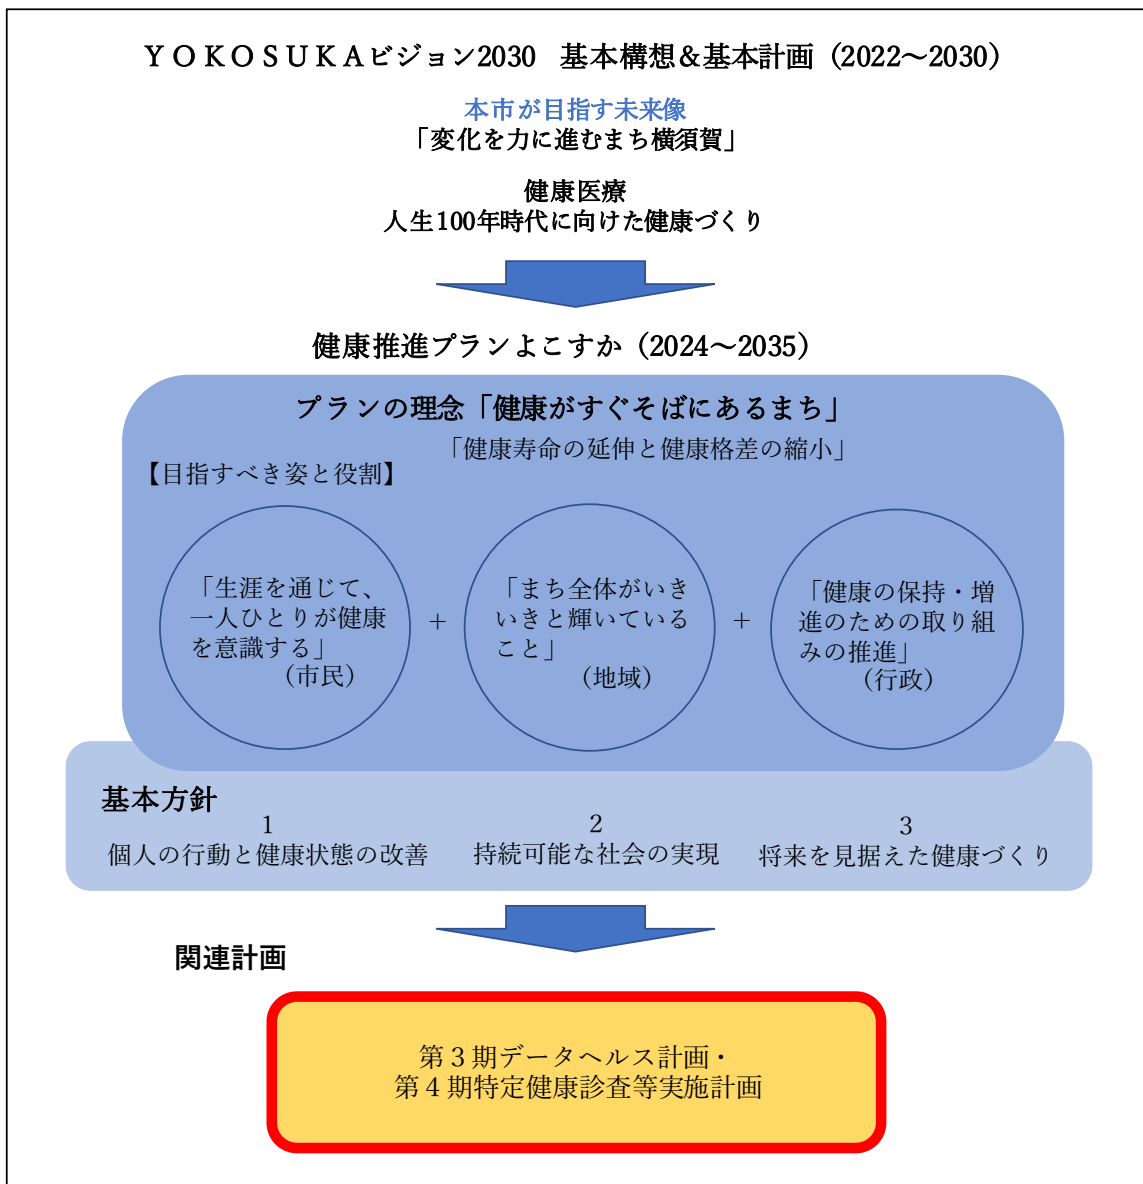 ＹＯＫＯＳＵＫＡビジョン2030　基本構想＆基本計画（2022～2030）
本市が目指す未来像
「変化を力に進むまち横須賀」
健康医療
人生100年時代に向けた健康づくり
健康推進プランよこすか（2024～2035）
プランの理念「健康がすぐそばにあるまち」
「健康寿命の延伸と健康格差の縮小」
【目指すべき姿と役割】
「生涯を通じて、
一人ひとりが健康
を意識する」
（市民）
＋
「まち全体がいき
いきと輝いている
こと」
（地域）
＋
「健康の保持・増
進のための取り組
みの推進」
（行政）
基本方針
1
個人の行動と健康状態の改善
2
持続可能な社会の実現
3
将来を見据えた健康づくり
関連計画
第３期データヘルス計画・
第４期特定健康診査等実施計画